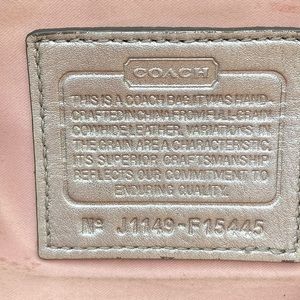 COACH
THIS IS A COACH BAG. IT WAS HAND-
CRAFTED IN CHINA FROM FULL GRAIN
COWHIDE LEATHER. VARIATIONS IN
THE GRAIN ARE A CHARACTERISTIC.
ITS SUPERIOR CRAFTSMANSHIP
REFLECTS OUR COMMITMENT TO
ENDURING QUALITY.
Nº J1149-F15445